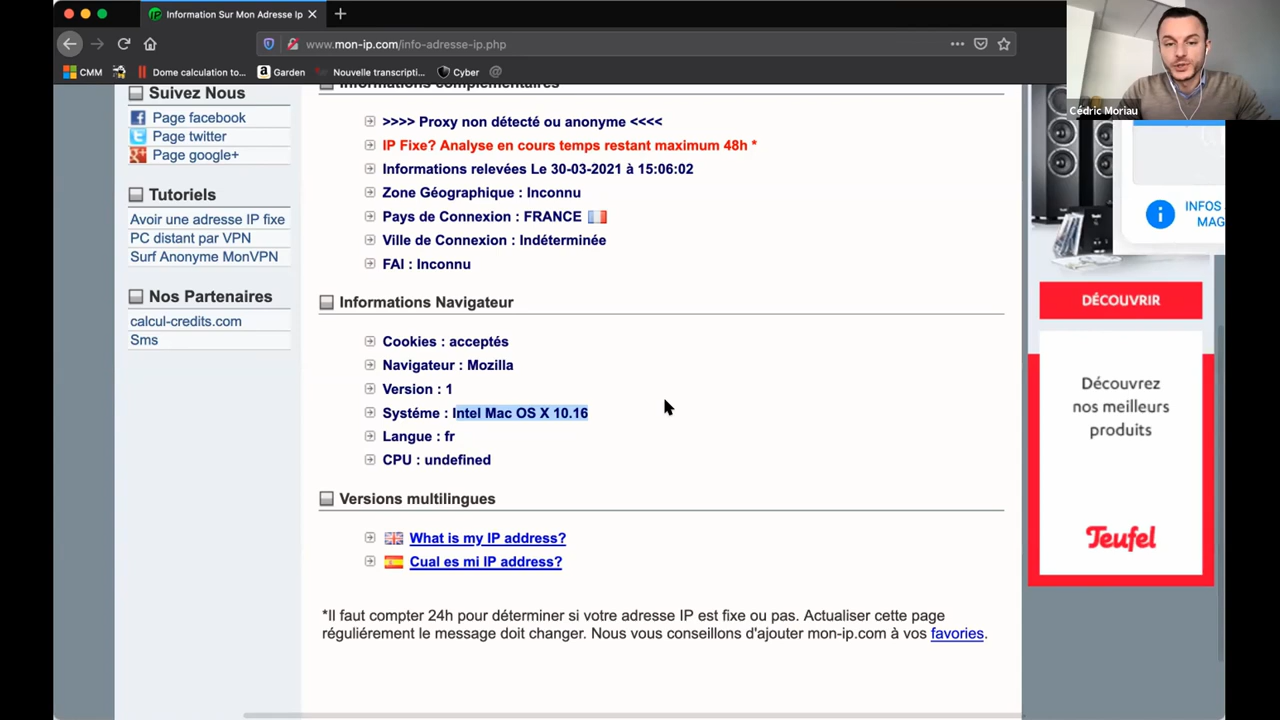 Information Sur Mon Adresse Ip
www.mon-ip.com/info-adresse-ip.php
CMM
Dome calculation to...
Garden
Nouvelle transcripti...
Cyber
Cédric Moriau
Suivez Nous
Page facebook
Page twitter
Page google+
Tutoriels
Avoir une adresse IP fixe
PC distant par VPN
Surf Anonyme MonVPN
Nos Partenaires
calcul-credits.com
Sms
Informations complémentaires
>>>> Proxy non détecté ou anonyme <<<<
IP Fixe? Analyse en cours temps restant maximum 48h *
Informations relevées Le 30-03-2021 à 15:06:02
Zone Géographique : Inconnu
Pays de Connexion : FRANCE
Ville de Connexion : Indéterminée
FAI : Inconnu
Informations Navigateur
Cookies : acceptés
Navigateur : Mozilla
Version : 1
Systéme : Intel Mac OS X 10.16
Langue : fr
CPU : undefined
Versions multilingues
What is my IP address?
Cual es mi IP address?
*Il faut compter 24h pour déterminer si votre adresse IP est fixe ou pas. Actualiser cette page
réguliérement le message doit changer. Nous vous conseillons d'ajouter mon-ip.com à vos favories.
INFOS
MAG
DÉCOUVRIR
Découvrez
nos meilleurs
produits
Teufel